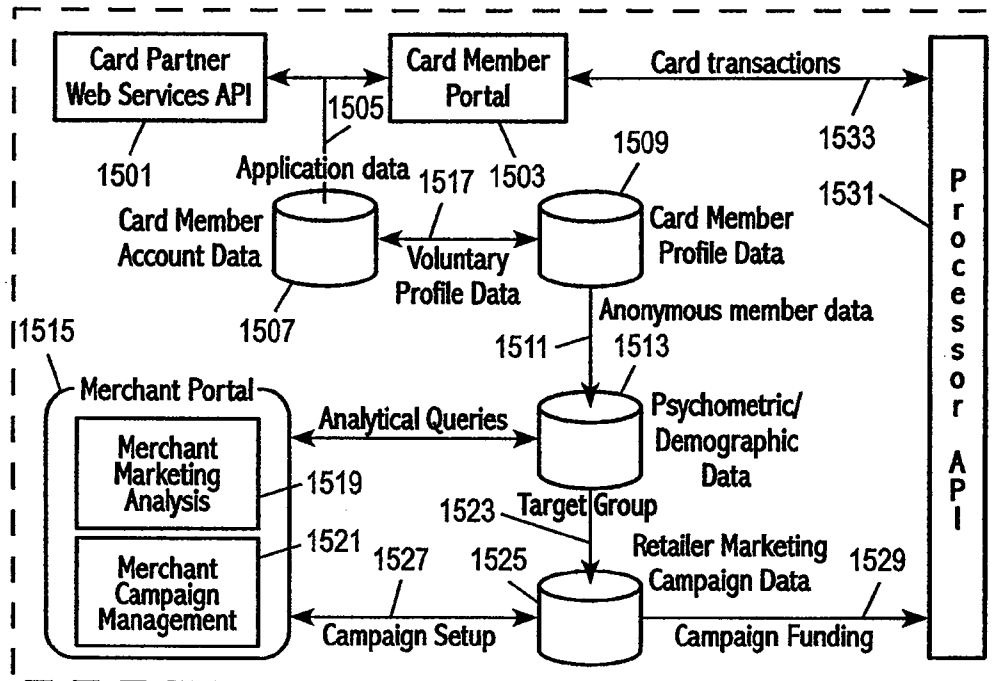 Card Partner
Web Services API
Card Member
Portal
Card transactions
1501
1505
1503
1533
Application data
1509
1517
1531
Card Member
Account Data
Voluntary
Profile Data
Card Member
Profile Data
1507
Anonymous member data
1511
1513
1515
Merchant Portal
Analytical Queries
Psychometric/
Demographic
Data
Merchant
Marketing
Analysis
1519
Target Group
1523
1521
Merchant
Campaign
Management
1527
1525
Retailer Marketing
Campaign Data
1529
Campaign Setup
Campaign Funding
Processor API